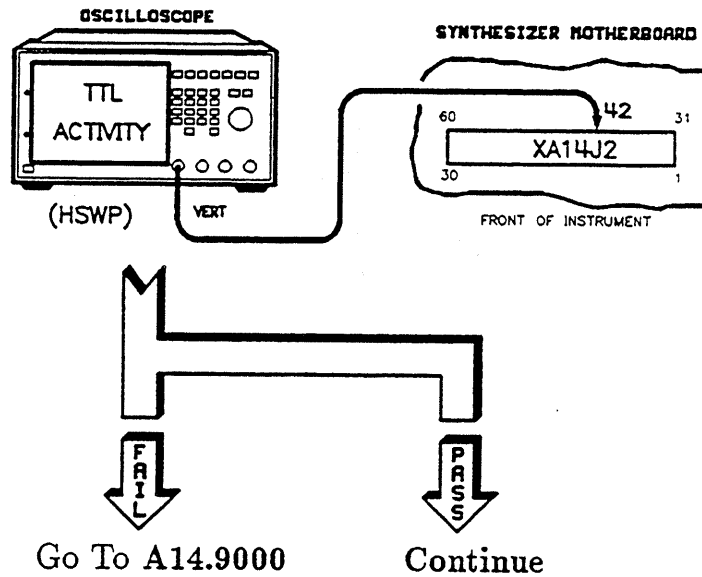 OSCILLOSCOPE
SYNTHESIZER MOTHERBOARD
TTL
ACTIVITY
60
42
31
XA14J2
30
1
(HSWP)
VERT
FRONT OF INSTRUMENT
FAIL
PASS
Go To A14.9000
Continue